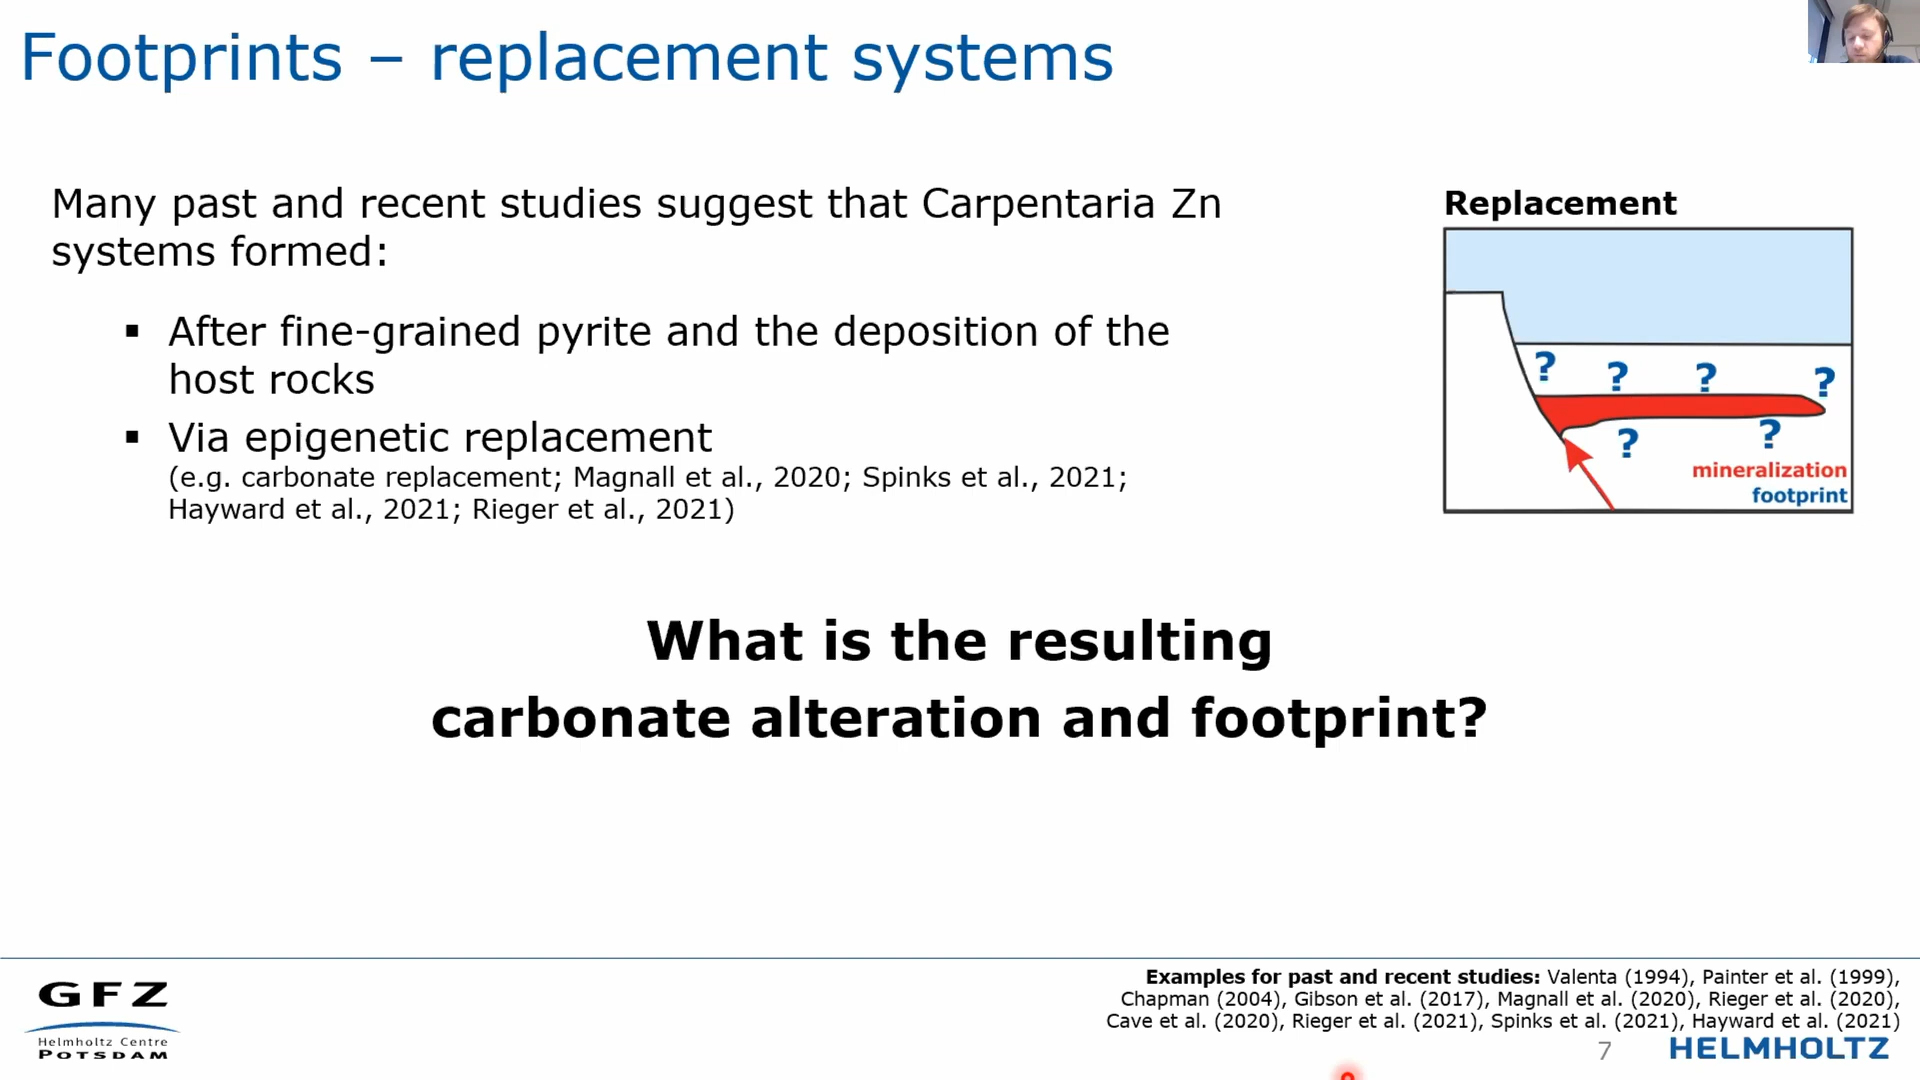 Footprints – replacement systems
Many past and recent studies suggest that Carpentaria Zn
systems formed:
▪ After fine-grained pyrite and the deposition of the
host rocks
▪ Via epigenetic replacement
(e.g. carbonate replacement; Magnall et al., 2020; Spinks et al., 2021;
Hayward et al., 2021; Rieger et al., 2021)
Replacement
? ? ? ?
? ?
mineralization
footprint
What is the resulting
carbonate alteration and footprint?
GFZ
Helmholtz Centre
POTSDAM
Examples for past and recent studies: Valenta (1994), Painter et al. (1999),
Chapman (2004), Gibson et al. (2017), Magnall et al. (2020), Rieger et al. (2020),
Cave et al. (2020), Rieger et al. (2021), Spinks et al. (2021), Hayward et al. (2021)
7
HELMHOLTZ